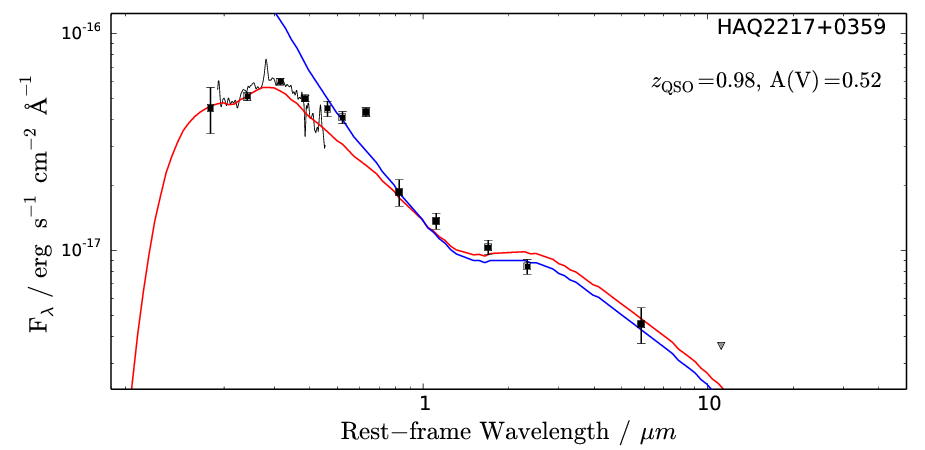 HAQ2217+0359
z_QSO=0.98, A(V)=0.52
10^−16
10^−17
F_λ / erg s^−1 cm^−2 Å^−1
1
10
Rest−frame Wavelength / μm